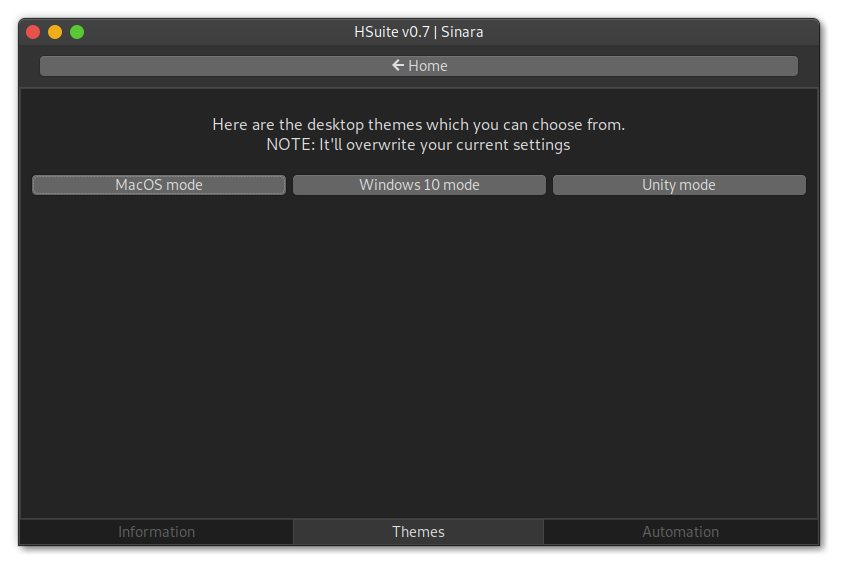 HSuite v0.7 | Sinara
← Home
Here are the desktop themes which you can choose from.
NOTE: It'll overwrite your current settings
MacOS mode
Windows 10 mode
Unity mode
Information
Themes
Automation